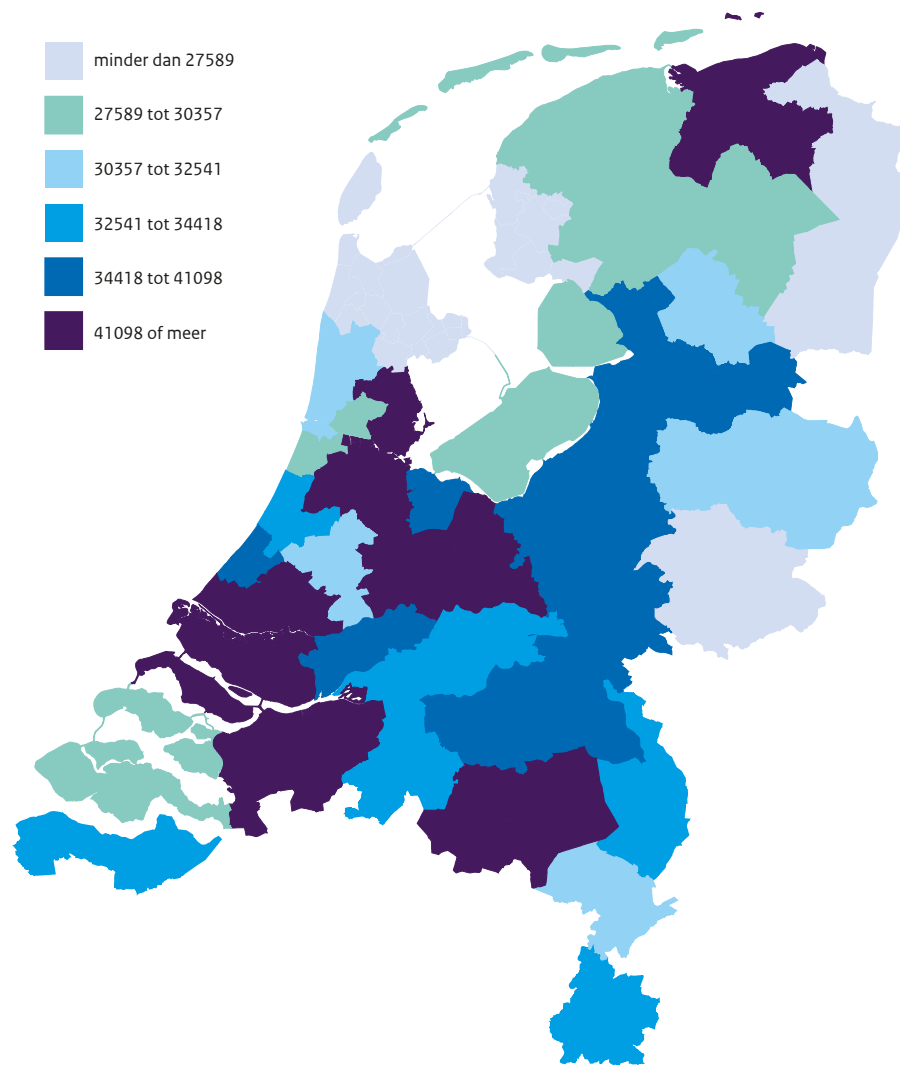 minder dan 27589
27589 tot 30357
30357 tot 32541
32541 tot 34418
34418 tot 41098
41098 of meer